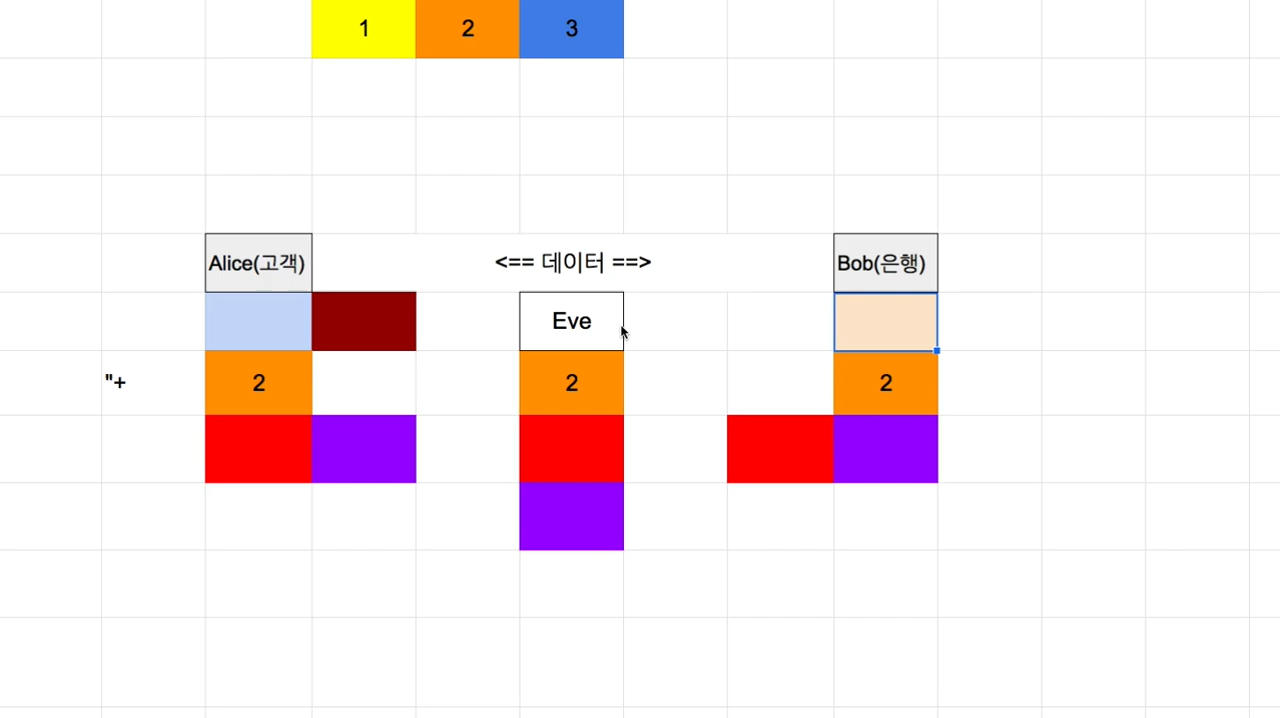 1 2 3
Alice(고객) <== 데이터 ==> Bob(은행)
Eve
"+ 2 2 2